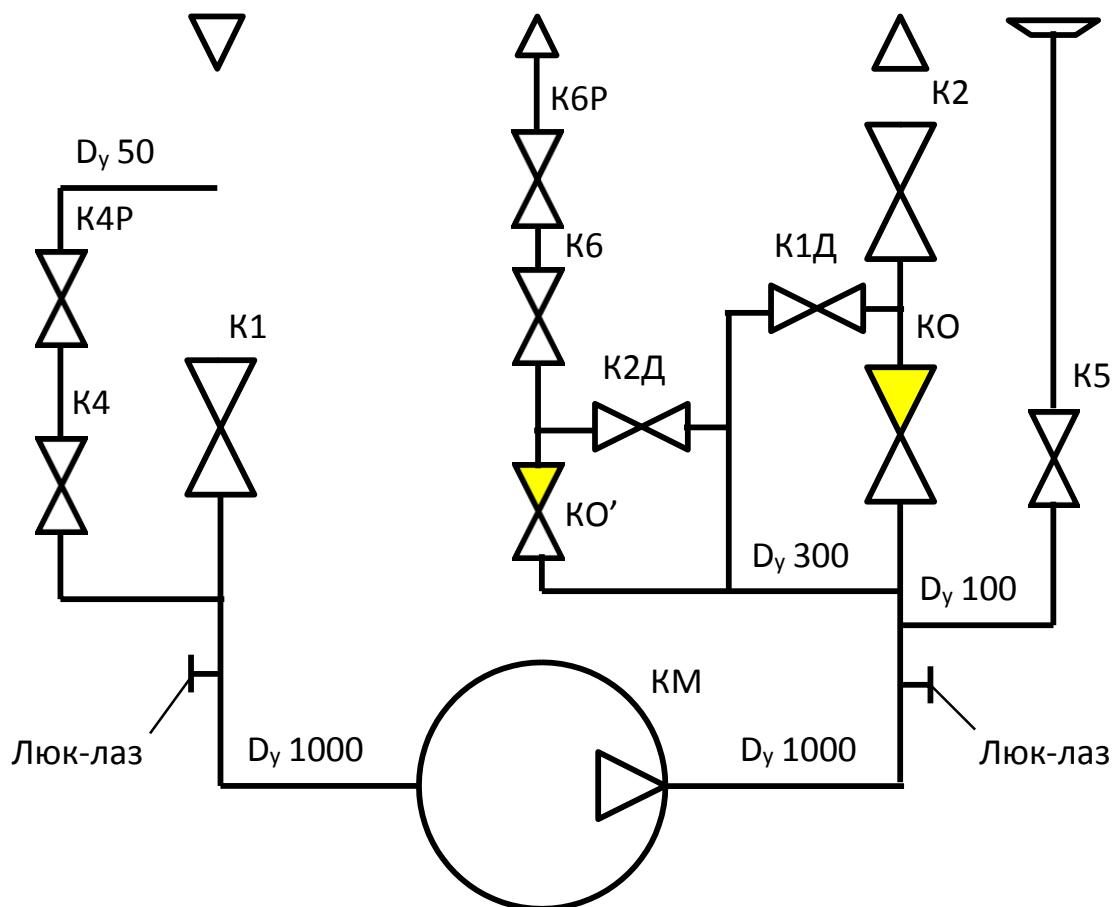 К6Р
К2
Dу 50
К4Р
К6
К1Д
К1
КО
К2Д
К5
К4
КО’
Dу 300
Dу 100
КМ
Люк-лаз
Dу 1000
Dу 1000
Люк-лаз